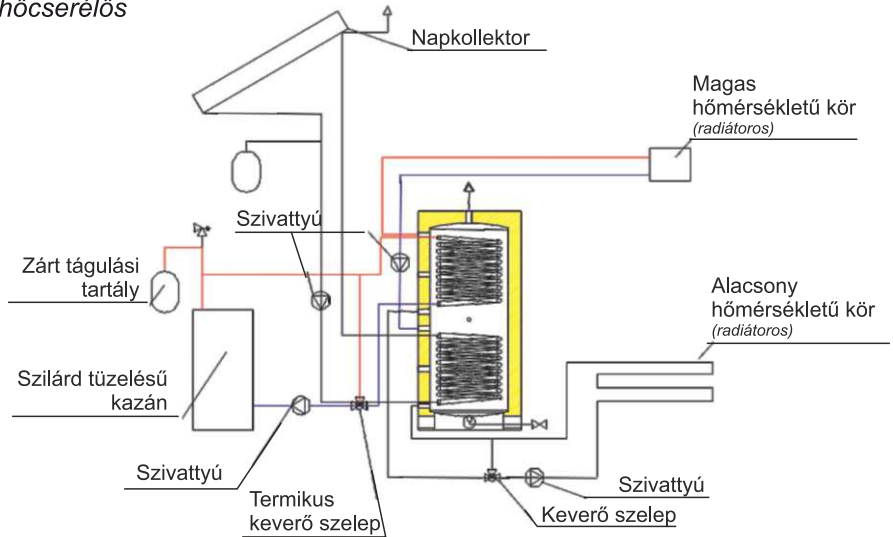 hőcserélős
Napkollektor
Magas
hőmérsékletű kör
(radiátoros)
Szivattyú
Zárt tágulási
tartály
Alacsony
hőmérsékletű kör
(radiátoros)
Szilárd tüzelésű
kazán
Szivattyú
Termikus
keverő szelep
Szivattyú
Keverő szelep